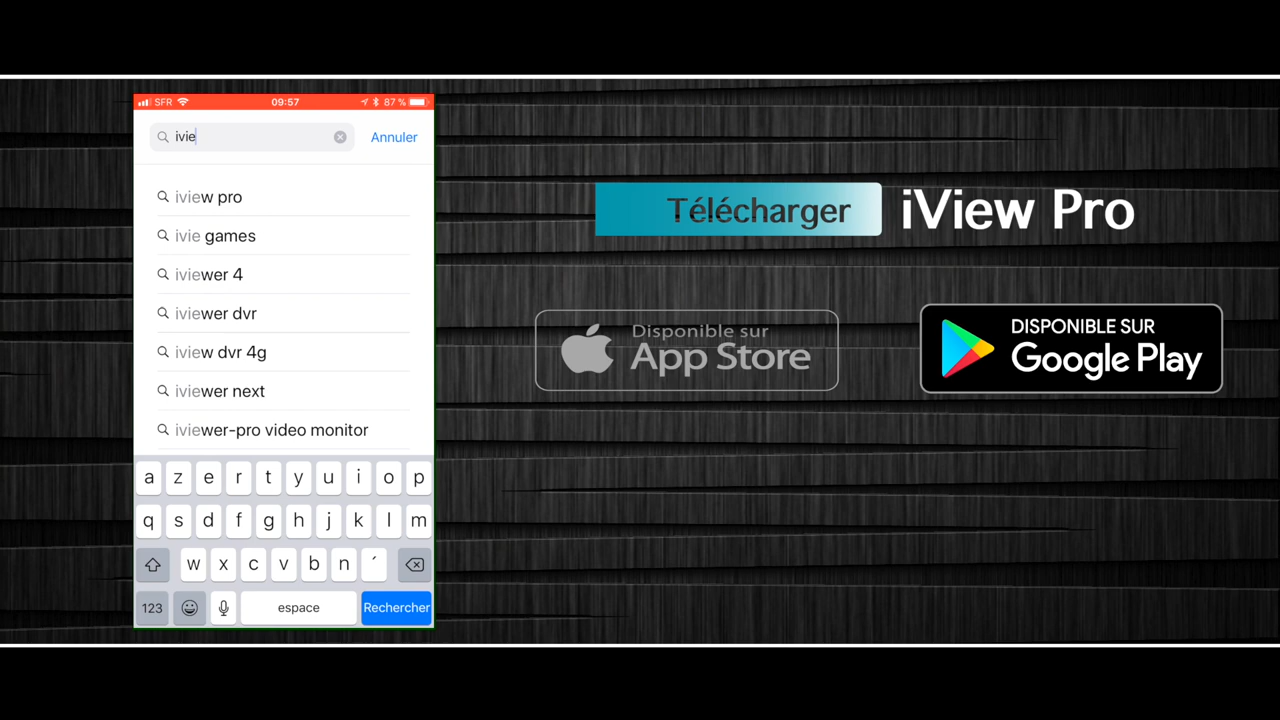 SFR 09:57 87 %
ivie Annuler
iview pro
ivie games
iviewer 4
iviewer dvr
iview dvr 4g
iviewer next
iviewer-pro video monitor
a z e r t y u i o p
q s d f g h j k l m
w x c v b n ´
123 espace Rechercher
Télécharger iView Pro
Disponible sur
App Store
DISPONIBLE SUR
Google Play